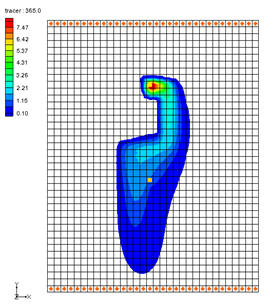 tracer : 365.0
7.47
6.42
5.37
4.31
3.26
2.21
1.15
0.10
Y
Z
X